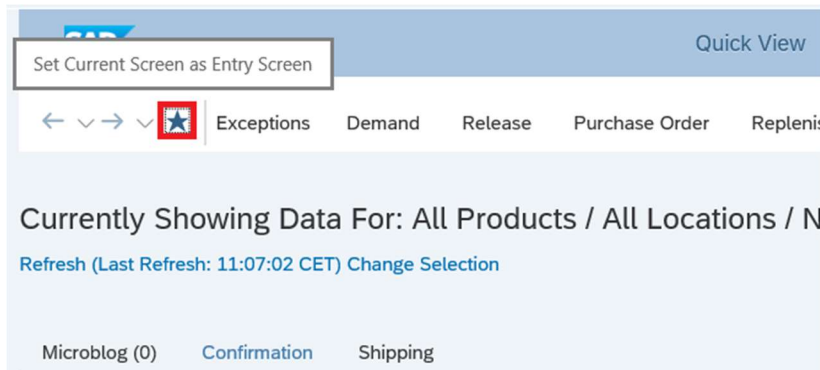 SAP
Quick View
Set Current Screen as Entry Screen
Exceptions Demand Release Purchase Order
Currently Showing Data For: All Products / All Locations /
Refresh (Last Refresh: 11:07:02 CET) Change Selection
Microblog (0) Confirmation Shipping